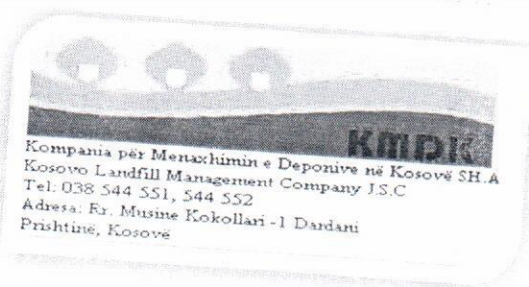 KMDK
Kompania për Menaxhimin e Deponive në Kosovë SH.A
Kosovo Landfill Management Company J.S.C
Tel: 038 544 551, 544 552
Adresa: Rr. Musine Kokollari -1 Dardani
Prishtinë, Kosovë